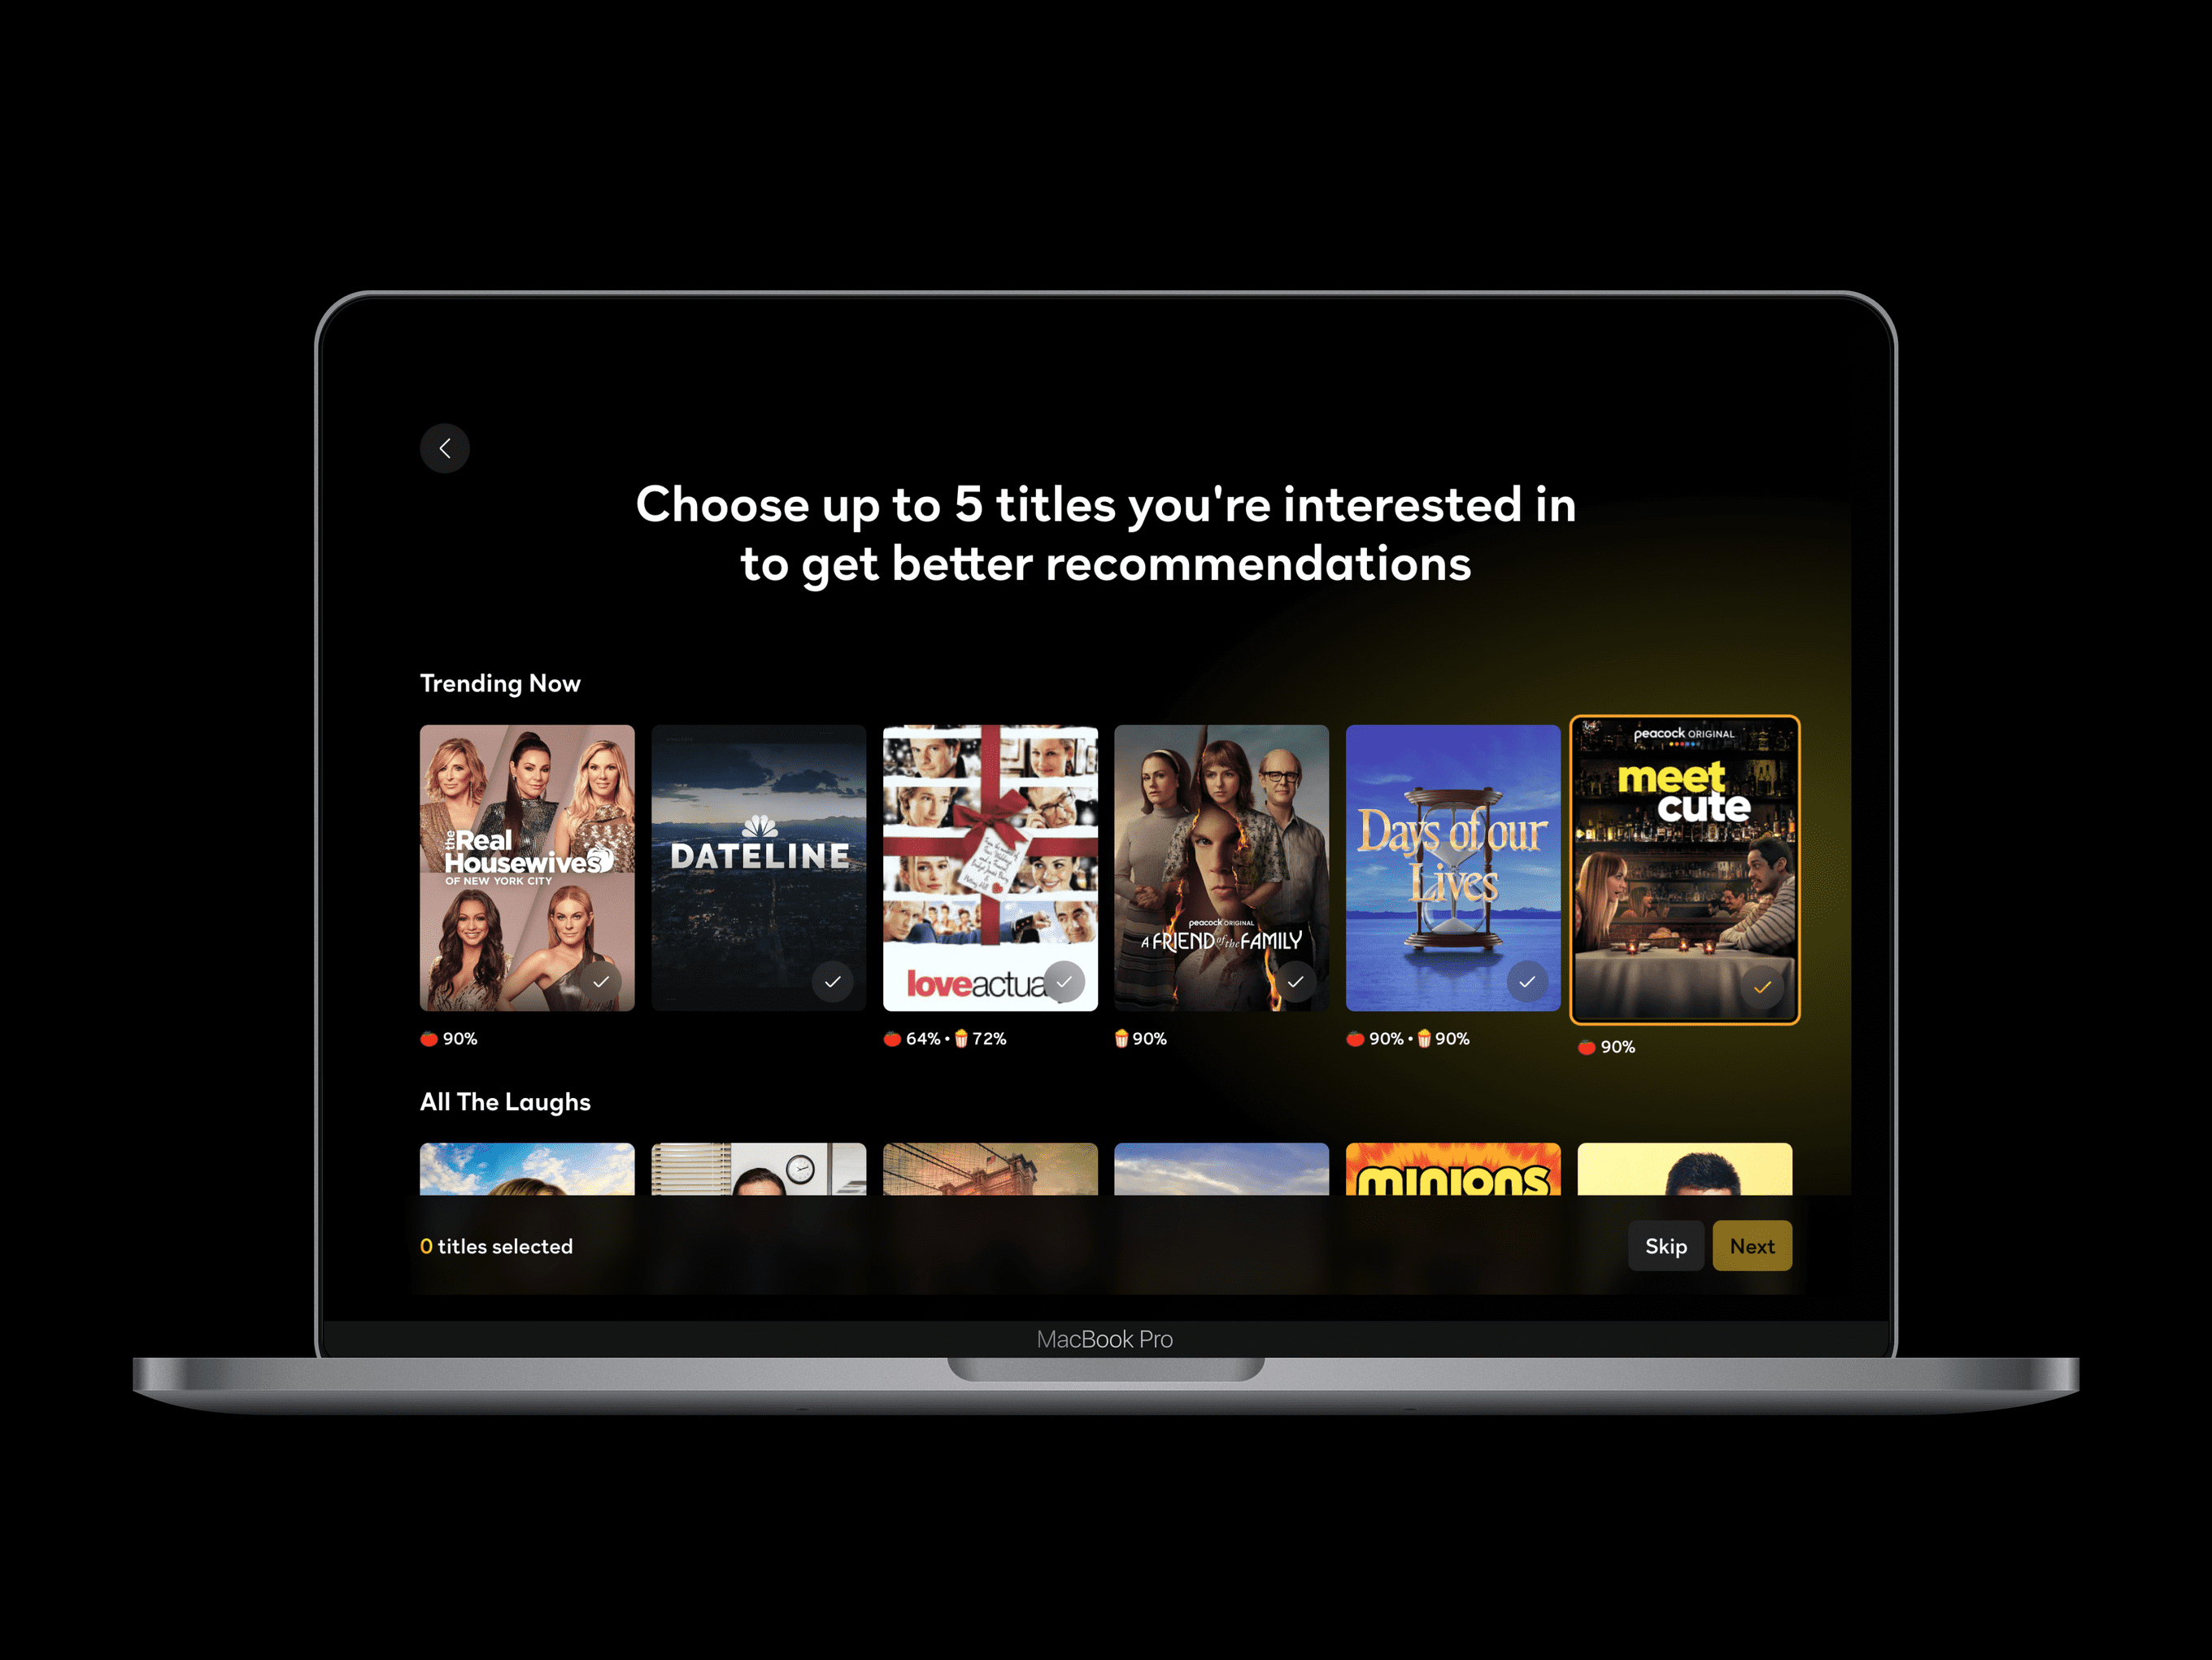 Choose up to 5 titles you're interested in
to get better recommendations
Trending Now
the Real
Housewives
OF NEW YORK CITY
DATELINE
love actua
peacock ORIGINAL
A FRIEND of the FAMILY
Days of our
Lives
peacock ORIGINAL
meet
cute
90%
64% • 72%
90%
90% • 90%
90%
All The Laughs
minions
0 titles selected
Skip
Next
MacBook Pro